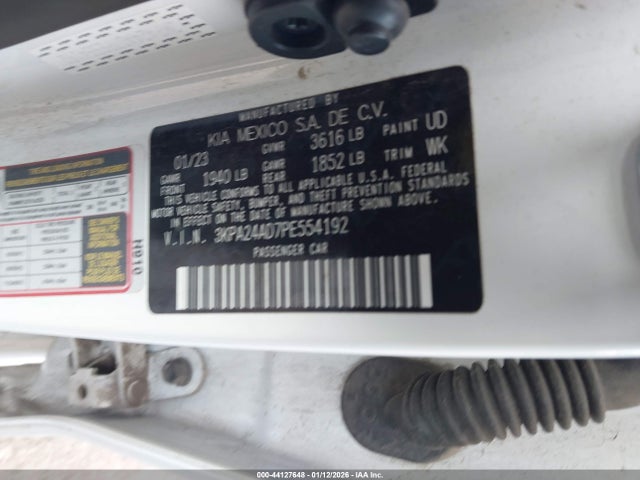 MANUFACTURED BY
KIA MEXICO S.A. DE C.V.
01/23 GVWR 3616 LB PAINT UD
GAWR FRONT 1940 LB GAWR REAR 1852 LB TRIM WK
THIS VEHICLE CONFORMS TO ALL APPLICABLE U.S.A. FEDERAL
MOTOR VEHICLE SAFETY, BUMPER, AND THEFT PREVENTION STANDARDS
IN EFFECT ON THE DATE OF MANUFACTURE SHOWN ABOVE.
V.I.N. 3KPA24AD7PE554192
PASSENGER CAR
H910
000-44127648 - 01/12/2026 - IAA Inc.